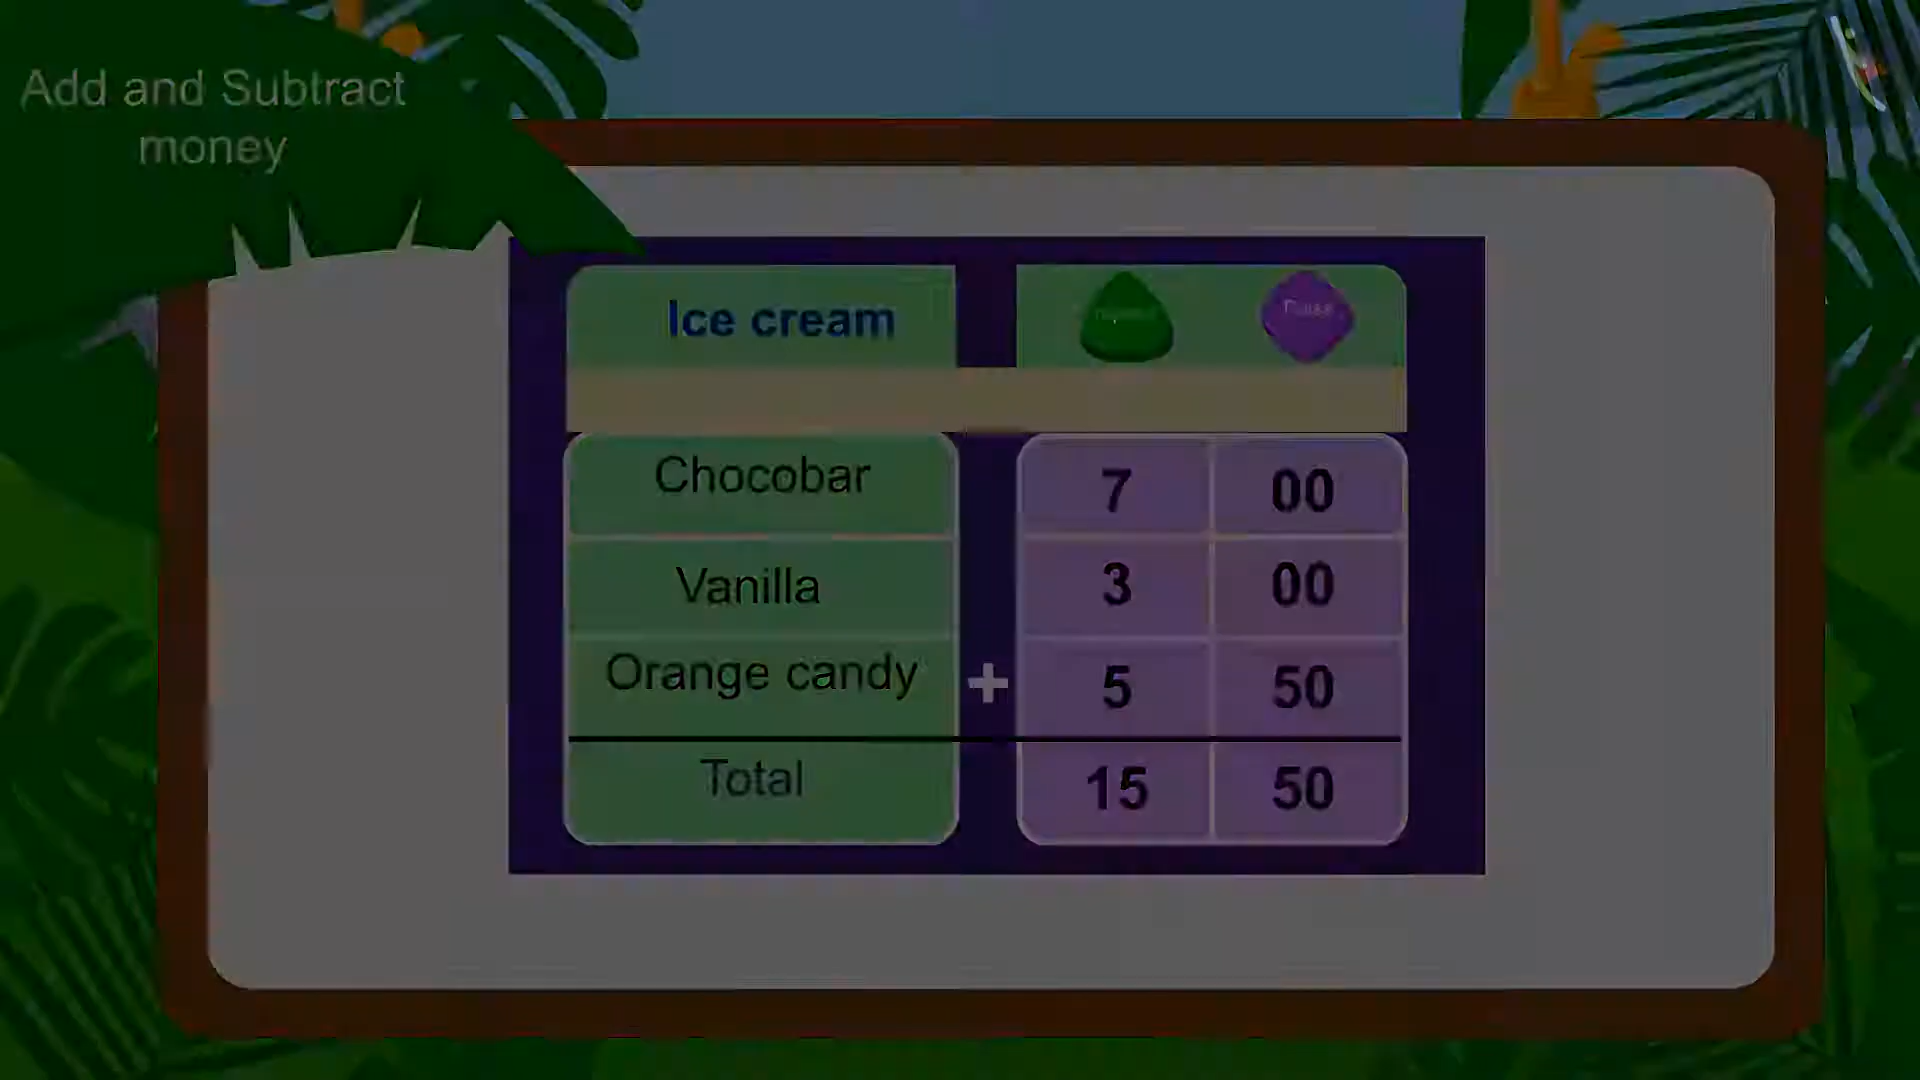 Add and Subtract
money
Ice cream
Chocobar 7 00
Vanilla 3 00
Orange candy + 5 50
Total 15 50